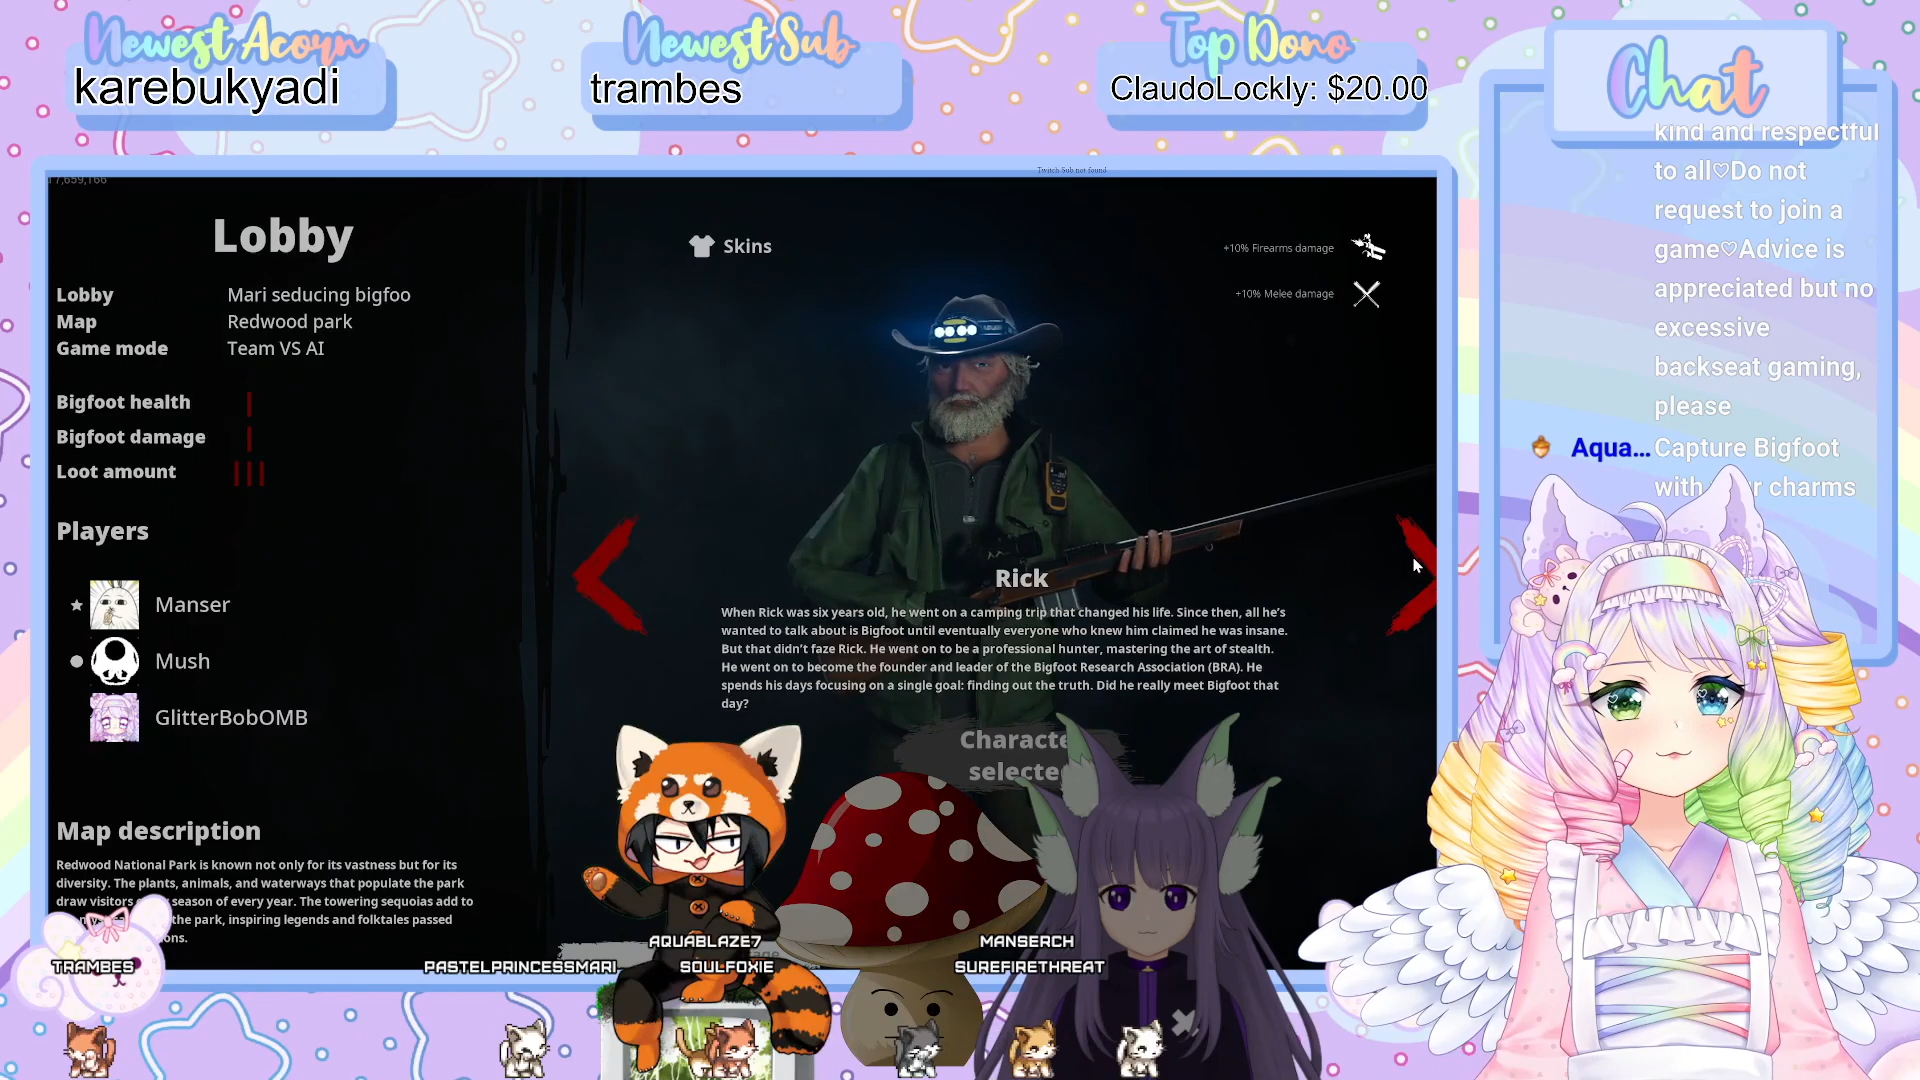 Newest Acorn
karebukyadi
Newest Sub
trambes
Top Dono
ClaudoLockly: $20.00
Chat
kind and respectful
to all♡Do not
request to join a
game♡Advice is
appreciated but no
excessive
backseat gaming,
please
Aqua... Capture Bigfoot
with charms
Twitch Sub not found
Lobby
Lobby Mari seducing bigfoo
Map Redwood park
Game mode Team VS AI
Bigfoot health
Bigfoot damage
Loot amount
Players
Manser
Mush
GlitterBobOMB
Map description
Redwood National Park is known not only for its vastness but for its
diversity. The plants, animals, and waterways that populate the park
draw visitors season of every year. The towering sequoias add to
the park, inspiring legends and folktales passed
Skins
+10% Firearms damage
+10% Melee damage
Rick
When Rick was six years old, he went on a camping trip that changed his life. Since then, all he's
wanted to talk about is Bigfoot until eventually everyone who knew him claimed he was insane.
But that didn't faze Rick. He went on to be a professional hunter, mastering the art of stealth.
He went on to become the founder and leader of the Bigfoot Research Association (BRA). He
spends his days focusing on a single goal: finding out the truth. Did he really meet Bigfoot that
day?
Characte
selecte
TRAMBES
PASTELPRINCESSMARI
AQUABLAZE7
SOULFOXIE
MANSERCH
SUREFIRETHREAT